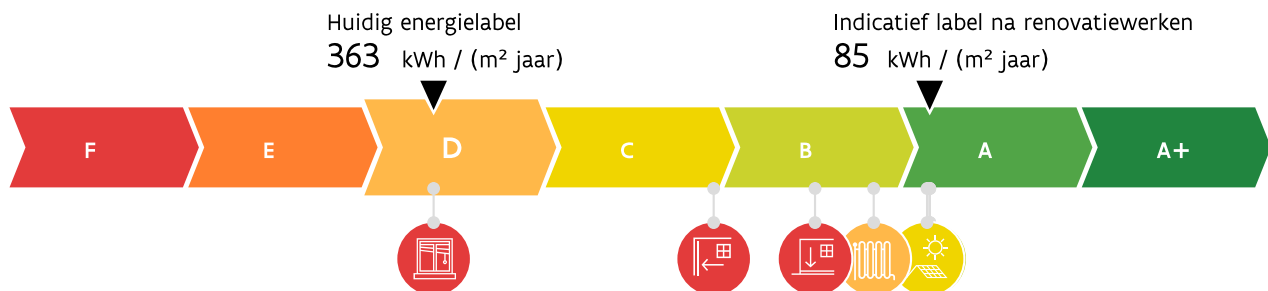 Huidig energielabel
363 kWh / (m² jaar)
Indicatief label na renovatiewerken
85 kWh / (m² jaar)
F E D C B A A+